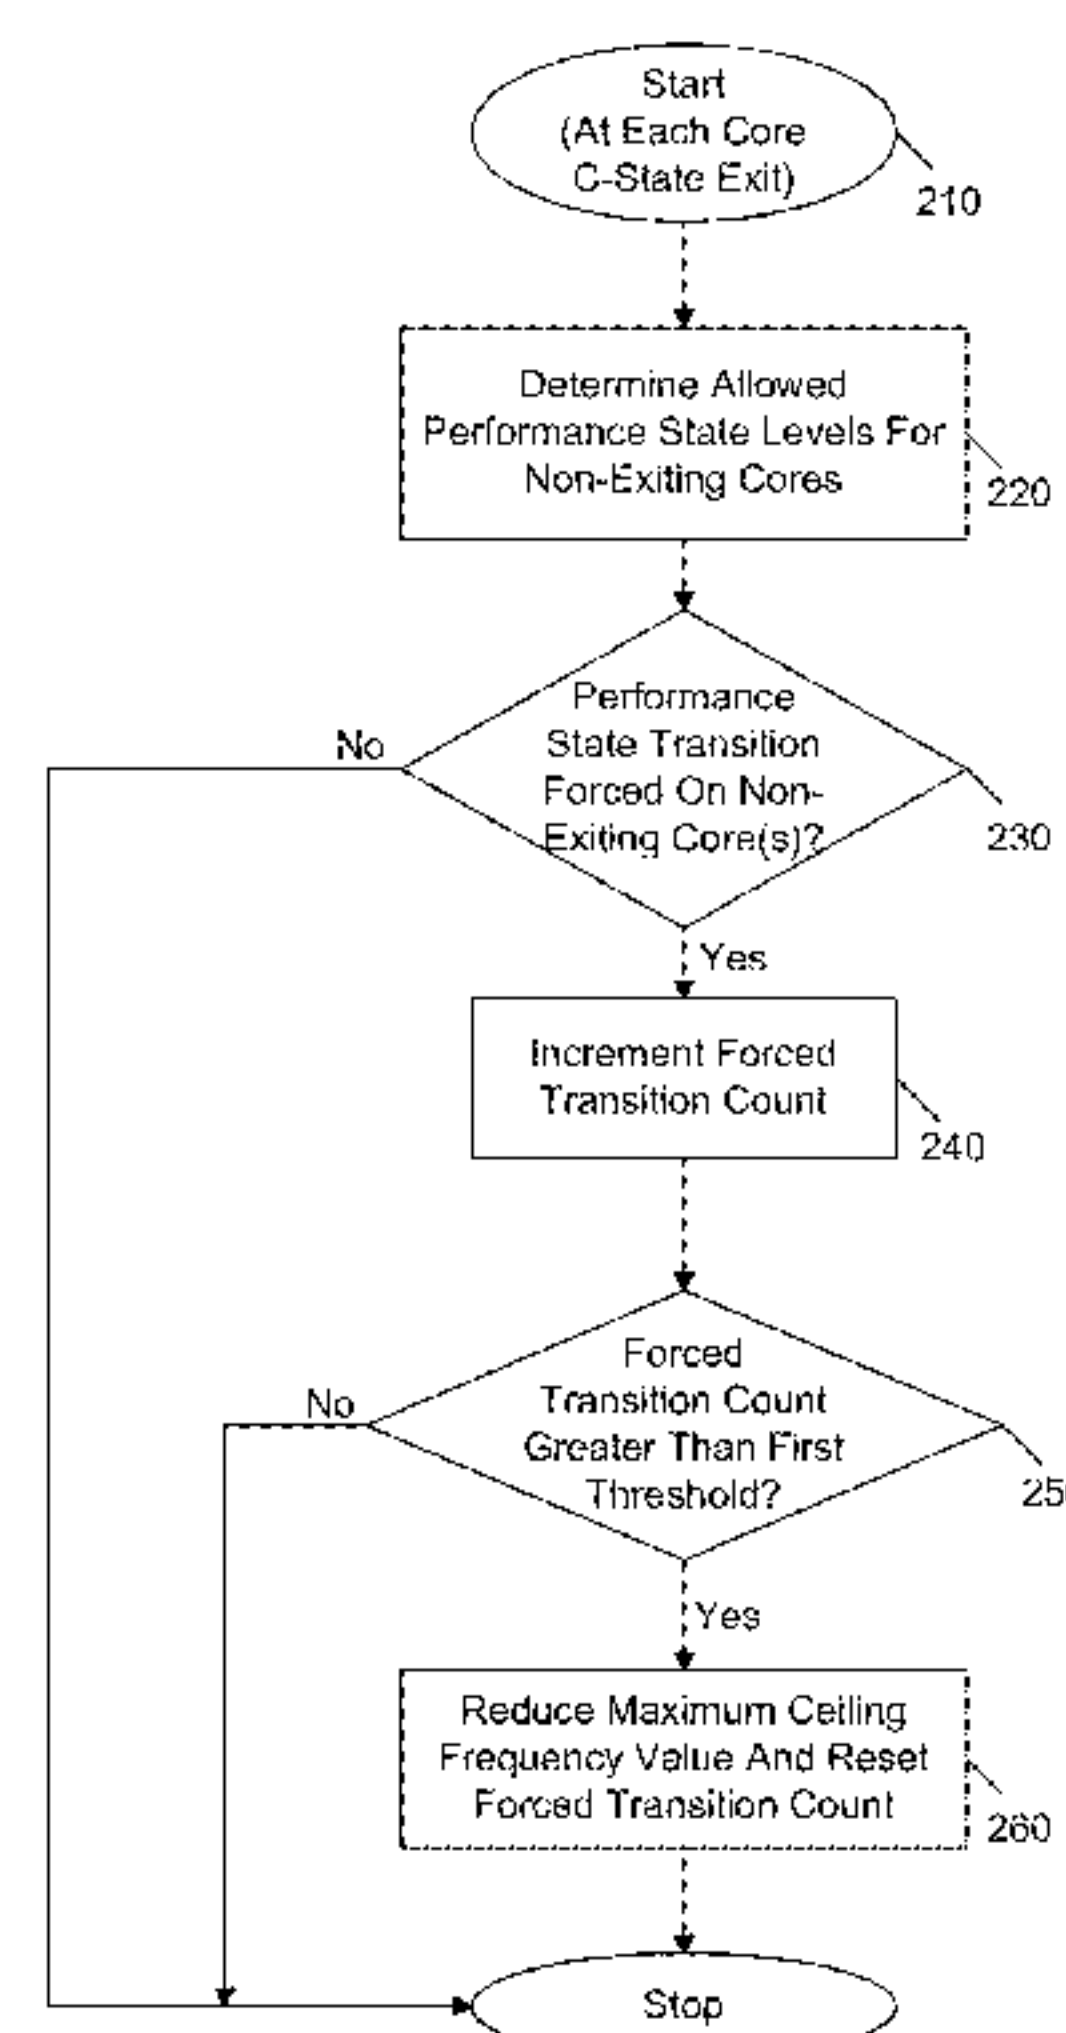 Start
(At Each Core
C-State Exit)
210
Determine Allowed
Performance State Levels For
Non-Exiting Cores
220
Performance
State Transition
Forced On Non-
Exiting Core(s)?
No
230
Yes
Increment Forced
Transition Count
240
Forced
Transition Count
Greater Than First
Threshold?
No
Yes
Reduce Maximum Ceiling
Frequency Value And Reset
Forced Transition Count
260
Stop